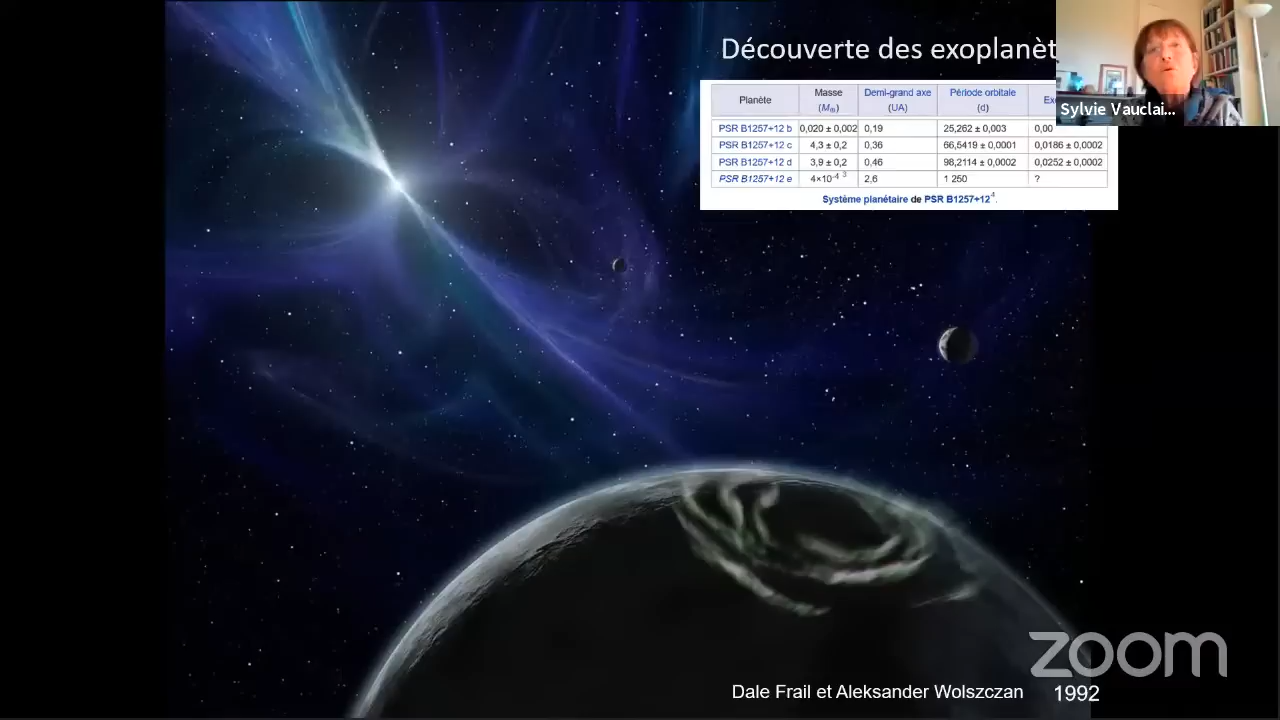 Découverte des exoplanèt
Sylvie Vauclai...
Planète Masse (M⊕) Demi-grand axe (UA) Période orbitale (d)
PSR B1257+12 b 0,020 ± 0,002 0,19 25,262 ± 0,003 0,00
PSR B1257+12 c 4,3 ± 0,2 0,36 66,5419 ± 0,0001 0,0186 ± 0,0002
PSR B1257+12 d 3,9 ± 0,2 0,46 98,2114 ± 0,0002 0,0252 ± 0,0002
PSR B1257+12 e 4×10⁻⁴ ³ 2,6 1 250 ?
Système planétaire de PSR B1257+12⁴.
zoom
Dale Frail et Aleksander Wolszczan 1992